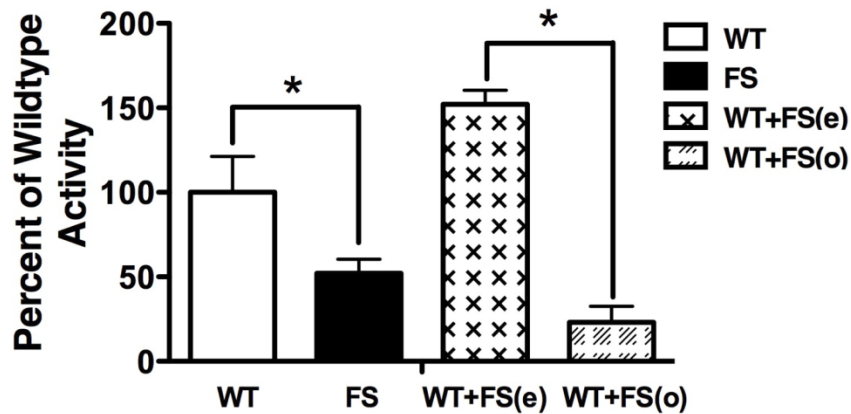 Percent of Wildtype
Activity
200
150
100
50
0
*
*
WT
FS
WT+FS(e)
WT+FS(o)
WT
FS
WT+FS(e)
WT+FS(o)